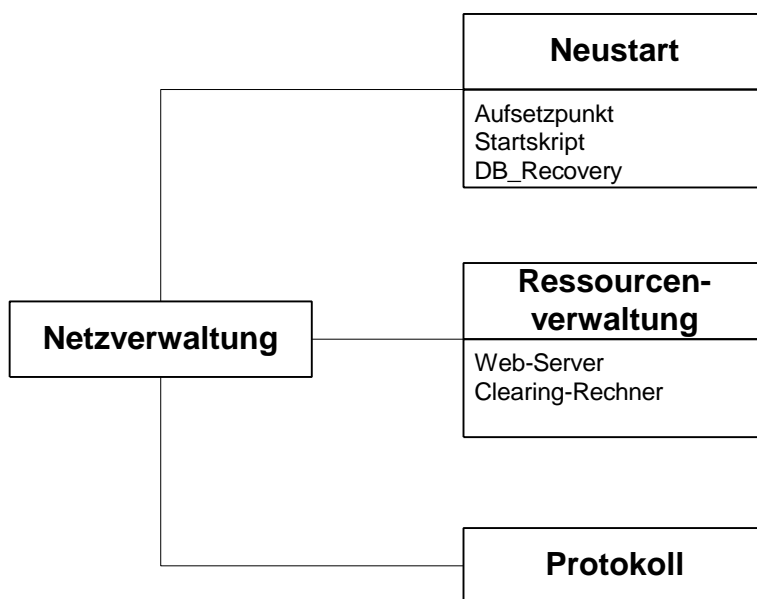 Neustart
Aufsetzpunkt
Startskript
DB_Recovery
Ressourcen-
verwaltung
Netzverwaltung
Web-Server
Clearing-Rechner
Protokoll